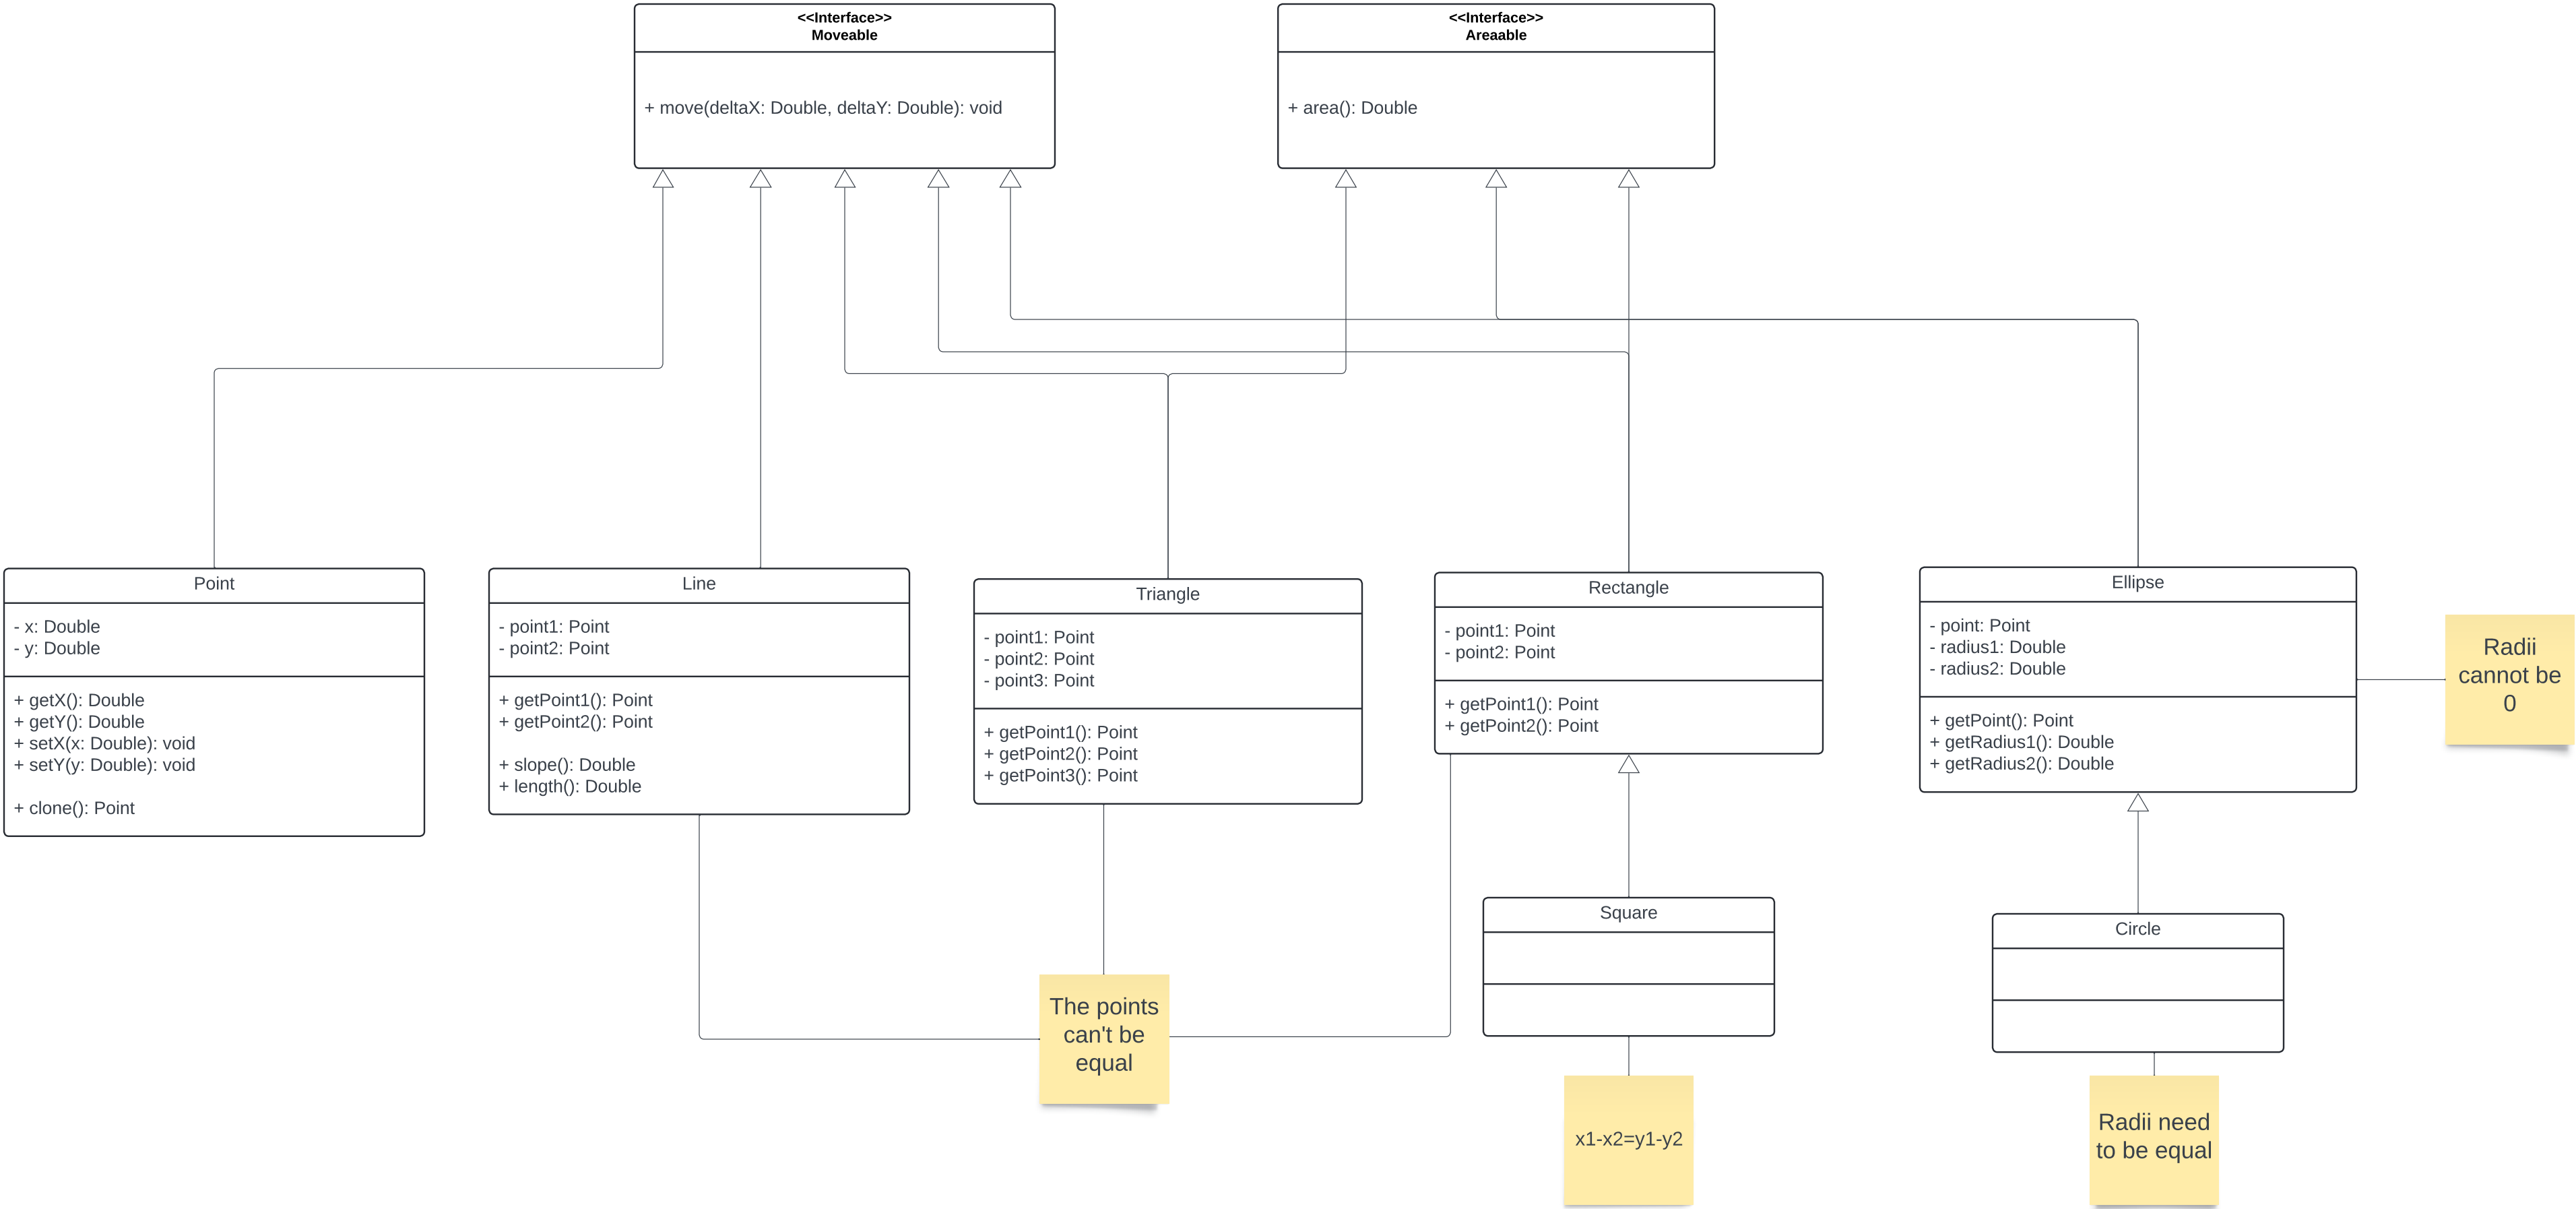 <<Interface>>
Moveable
+ move(deltaX: Double, deltaY: Double): void
<<Interface>>
Areaable
+ area(): Double
Point
- x: Double
- y: Double
+ getX(): Double
+ getY(): Double
+ setX(x: Double): void
+ setY(y: Double): void
+ clone(): Point
Line
- point1: Point
- point2: Point
+ getPoint1(): Point
+ getPoint2(): Point
+ slope(): Double
+ length(): Double
Triangle
- point1: Point
- point2: Point
- point3: Point
+ getPoint1(): Point
+ getPoint2(): Point
+ getPoint3(): Point
Rectangle
- point1: Point
- point2: Point
+ getPoint1(): Point
+ getPoint2(): Point
Ellipse
- point: Point
- radius1: Double
- radius2: Double
+ getPoint(): Point
+ getRadius1(): Double
+ getRadius2(): Double
Radii
cannot be
0
Square
Circle
The points
can't be
equal
x1-x2=y1-y2
Radii need
to be equal